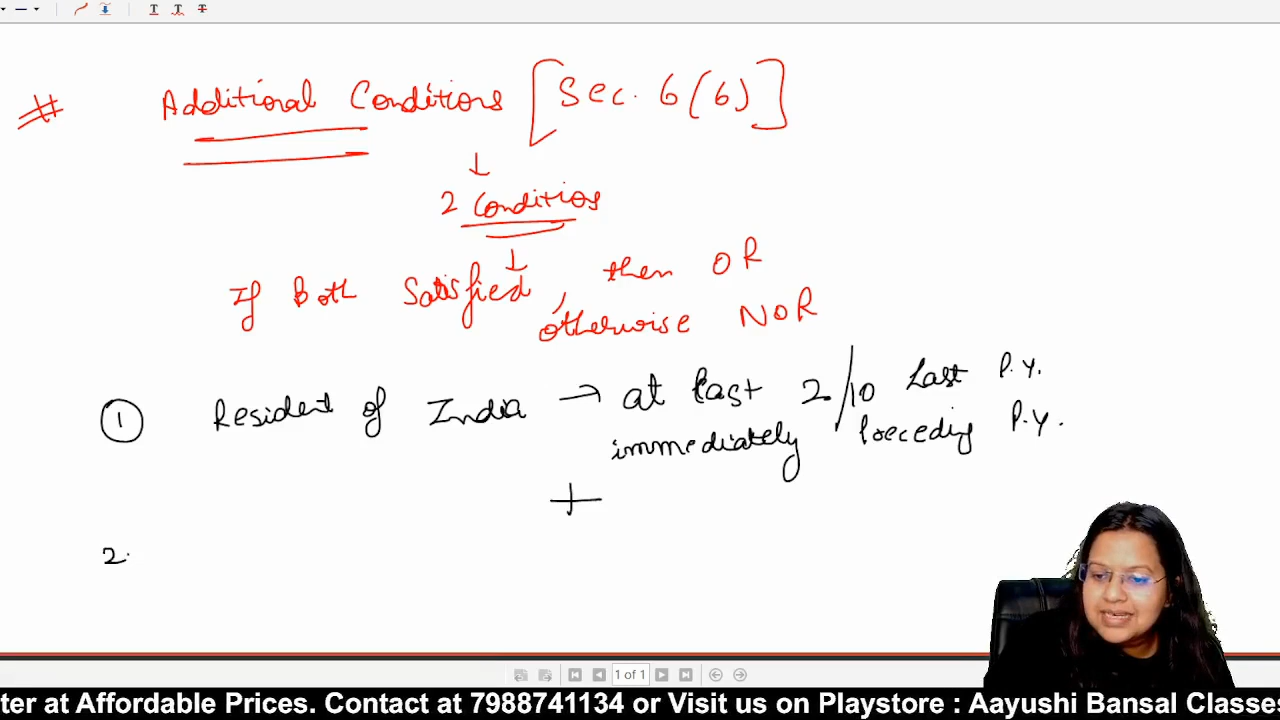 # Additional Conditions [Sec. 6(6)]
↓
2 Conditions
↓
If Both Satisfied, then OR
otherwise NOR
① Resident of India → at last 2/10 Last P.Y.
immediately preceding P.Y.
+
2.
1 of 1
ter at Affordable Prices. Contact at 7988741134 or Visit us on Playstore : Aayushi Bansal Classes